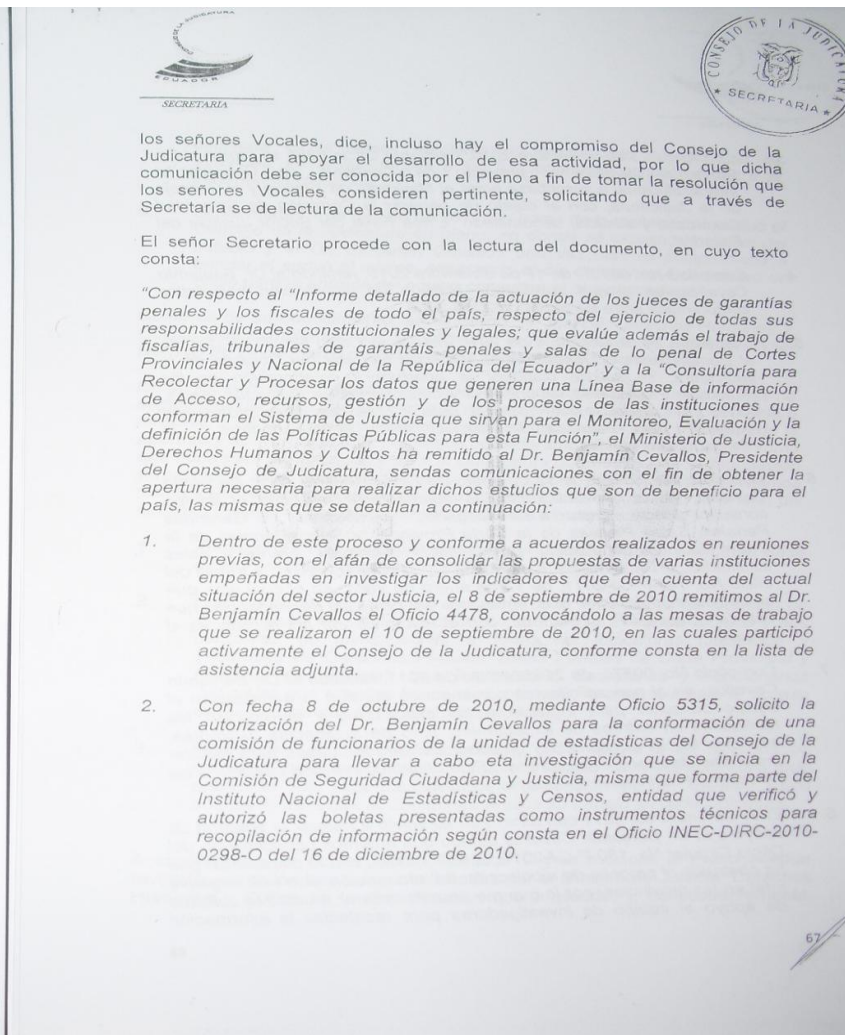 CONSEJO DE LA JUDICATURA
ECUADOR
SECRETARIA
CONSEJO DE LA JUDICATURA
* SECRETARIA *
los señores Vocales, dice, incluso hay el compromiso del Consejo de la
Judicatura para apoyar el desarrollo de esa actividad, por lo que dicha
comunicación debe ser conocida por el Pleno a fin de tomar la resolución que
los señores Vocales consideren pertinente, solicitando que a través de
Secretaría se de lectura de la comunicación.
El señor Secretario procede con la lectura del documento, en cuyo texto
consta:
“Con respecto al “Informe detallado de la actuación de los jueces de garantías
penales y los fiscales de todo el país, respecto del ejercicio de todas sus
responsabilidades constitucionales y legales; que evalúe además el trabajo de
fiscalías, tribunales de garantáis penales y salas de lo penal de Cortes
Provinciales y Nacional de la República del Ecuador” y a la “Consultoría para
Recolectar y Procesar los datos que generen una Línea Base de información
de Acceso, recursos, gestión y de los procesos de las instituciones que
conforman el Sistema de Justicia que sirvan para el Monitoreo, Evaluación y la
definición de las Políticas Públicas para esta Función”, el Ministerio de Justicia,
Derechos Humanos y Cultos ha remitido al Dr. Benjamín Cevallos, Presidente
del Consejo de Judicatura, sendas comunicaciones con el fin de obtener la
apertura necesaria para realizar dichos estudios que son de beneficio para el
país, las mismas que se detallan a continuación:
1. Dentro de este proceso y conforme a acuerdos realizados en reuniones
previas, con el afán de consolidar las propuestas de varias instituciones
empeñadas en investigar los indicadores que den cuenta del actual
situación del sector Justicia, el 8 de septiembre de 2010 remitimos al Dr.
Benjamín Cevallos el Oficio 4478, convocándolo a las mesas de trabajo
que se realizaron el 10 de septiembre de 2010, en las cuales participó
activamente el Consejo de la Judicatura, conforme consta en la lista de
asistencia adjunta.
2. Con fecha 8 de octubre de 2010, mediante Oficio 5315, solicito la
autorización del Dr. Benjamín Cevallos para la conformación de una
comisión de funcionarios de la unidad de estadísticas del Consejo de la
Judicatura para llevar a cabo eta investigación que se inicia en la
Comisión de Seguridad Ciudadana y Justicia, misma que forma parte del
Instituto Nacional de Estadísticas y Censos, entidad que verificó y
autorizó las boletas presentadas como instrumentos técnicos para
recopilación de información según consta en el Oficio INEC-DIRC-2010-
0298-O del 16 de diciembre de 2010.
67